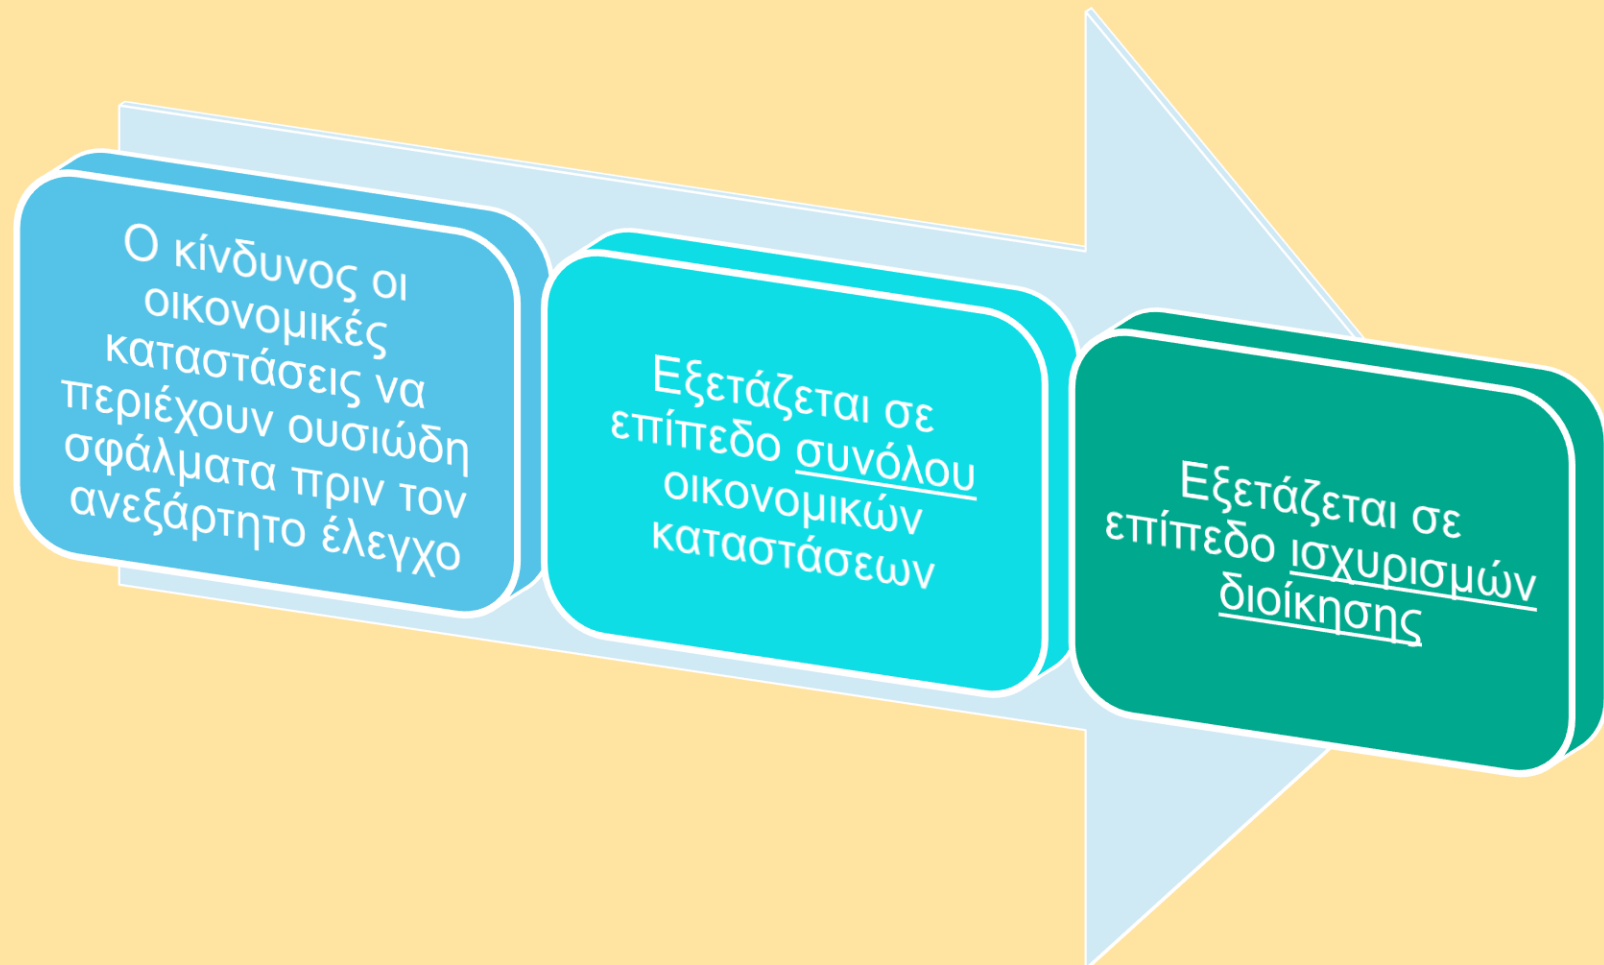 Ο κίνδυνος οι
οικονομικές
καταστάσεις να
περιέχουν ουσιώδη
σφάλματα πριν τον
ανεξάρτητο έλεγχο
Εξετάζεται σε
επίπεδο συνόλου
οικονομικών
καταστάσεων
Εξετάζεται σε
επίπεδο ισχυρισμών
διοίκησης